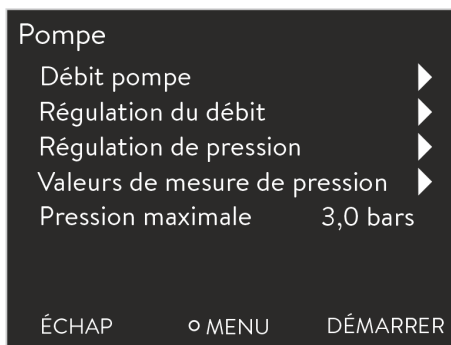 Pompe
Débit pompe
Régulation du débit
Régulation de pression
Valeurs de mesure de pression
Pression maximale 3,0 bars
ÉCHAP MENU DÉMARRER